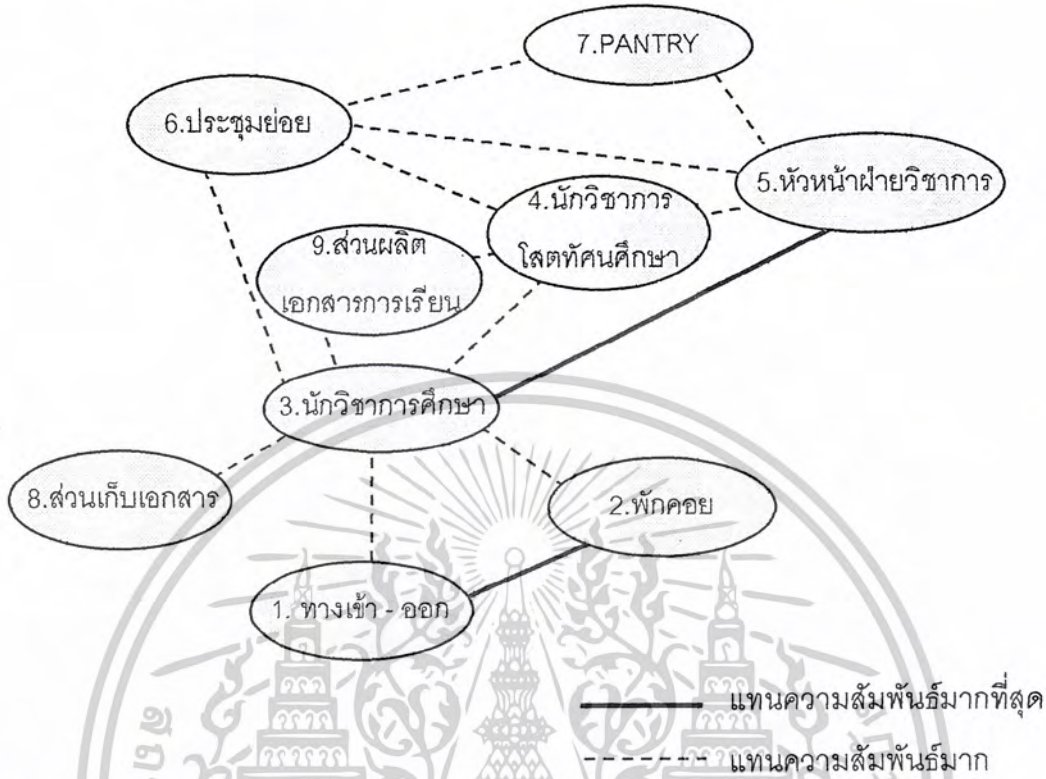 7.PANTRY
6.ประชุมย่อย
5.หัวหน้าฝ่ายวิชาการ
4.นักวิชาการ
โสตทัศนศึกษา
9.ส่วนผลิต
เอกสารการเรียน
3.นักวิชาการศึกษา
8.ส่วนเก็บเอกสาร
2.พักคอย
1. ทางเข้า - ออก
แทนความสัมพันธ์มากที่สุด
แทนความสัมพันธ์มาก